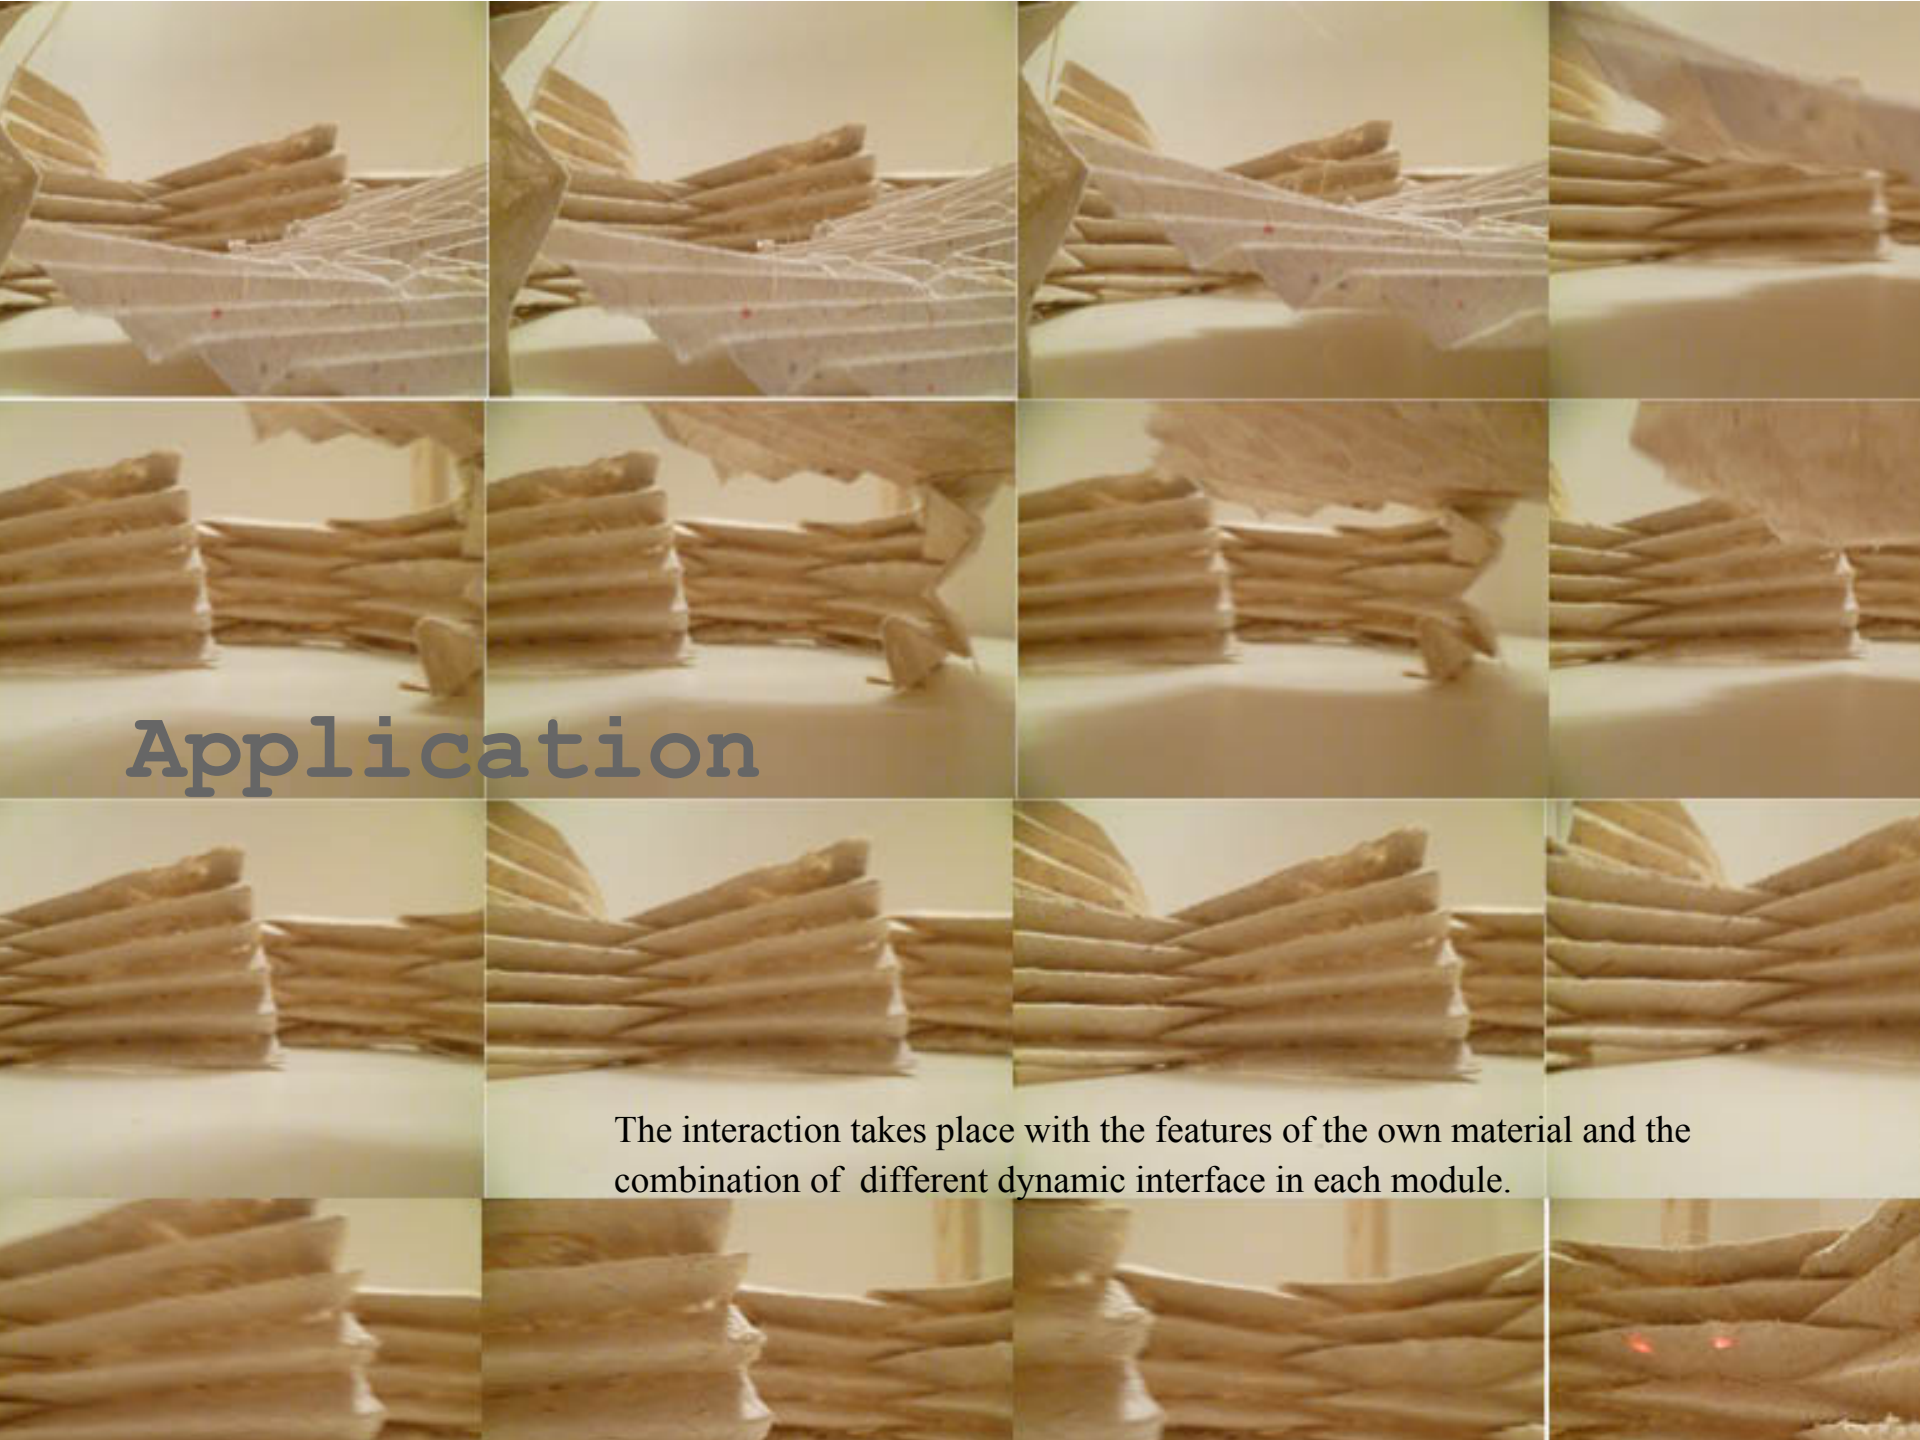 Application
The interaction takes place with the features of the own material and the
combination of  different dynamic interface in each module.